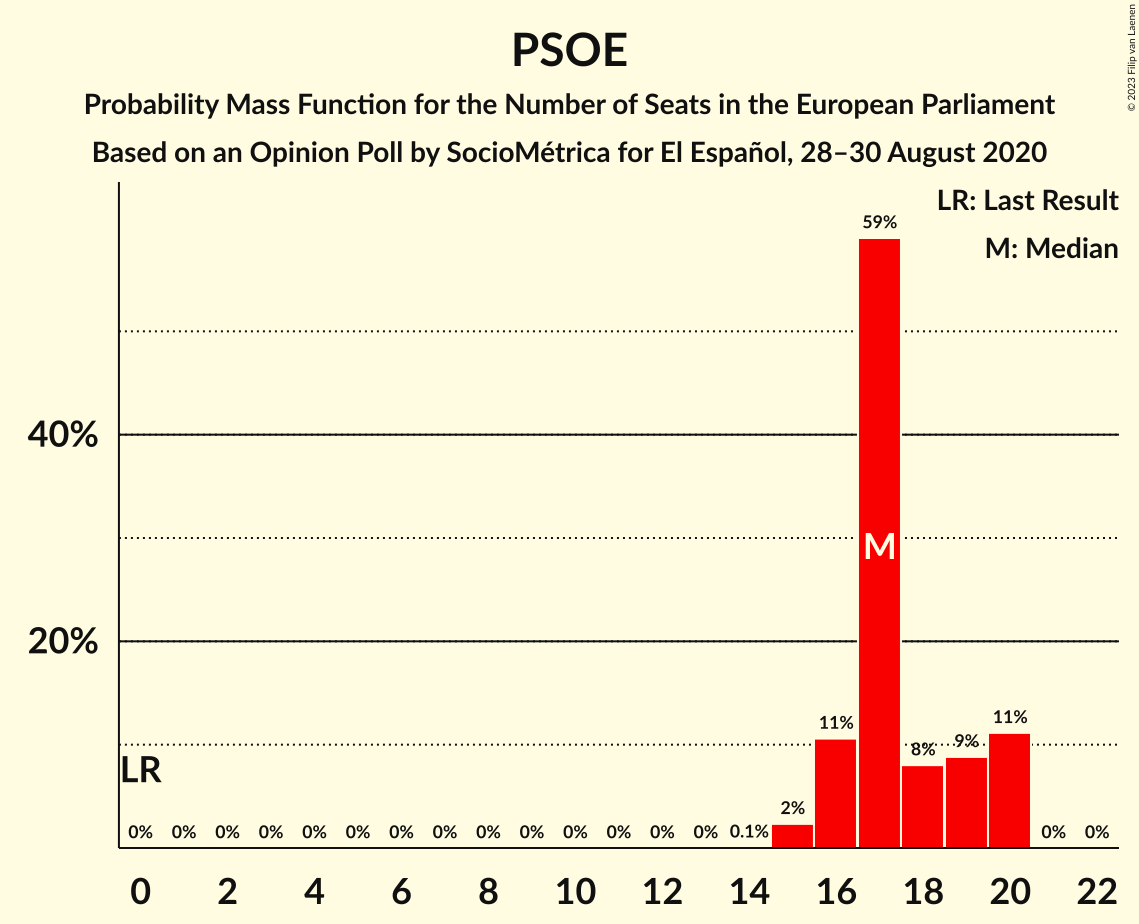 PSOE
Probability Mass Function for the Number of Seats in the European Parliament
Based on an Opinion Poll by SocioMétrica for El Español, 28–30 August 2020
© 2023 Filip van Laenen
LR: Last Result
M: Median
59%
40%
M
20%
11%
11%
8%
9%
LR
2%
0% 0% 0% 0% 0% 0% 0% 0% 0% 0% 0% 0% 0% 0% 0.1% 0% 0%
0 2 4 6 8 10 12 14 16 18 20 22